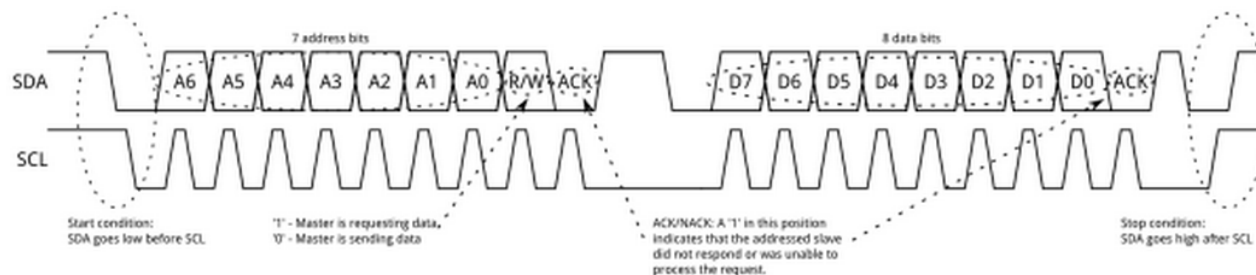 7 address bits
8 data bits
SDA
A6 A5 A4 A3 A2 A1 A0 R/W ACK
D7 D6 D5 D4 D3 D2 D1 D0 ACK
SCL
Start condition:
SDA goes low before SCL
'1' - Master is requesting data,
'0' - Master is sending data
ACK/NACK: A '1' in this position
indicates that the addressed slave
did not respond or was unable to
process the request.
Stop condition:
SDA goes high after SCL